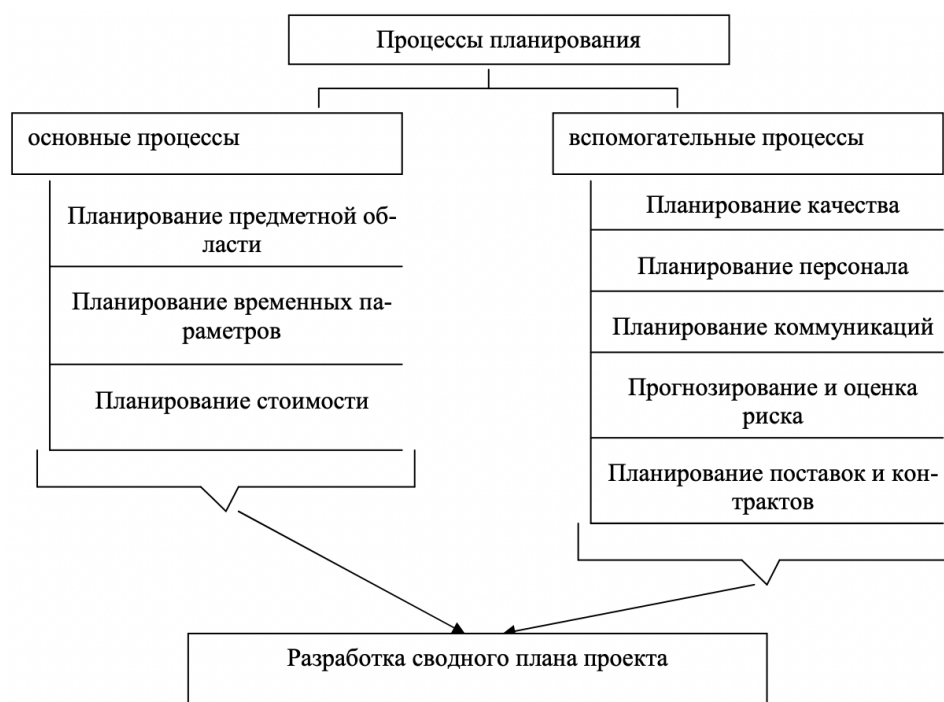 Процессы планирования
основные процессы
Планирование предметной об-
ласти
Планирование временных па-
раметров
Планирование стоимости
вспомогательные процессы
Планирование качества
Планирование персонала
Планирование коммуникаций
Прогнозирование и оценка
риска
Планирование поставок и кон-
трактов
Разработка сводного плана проекта